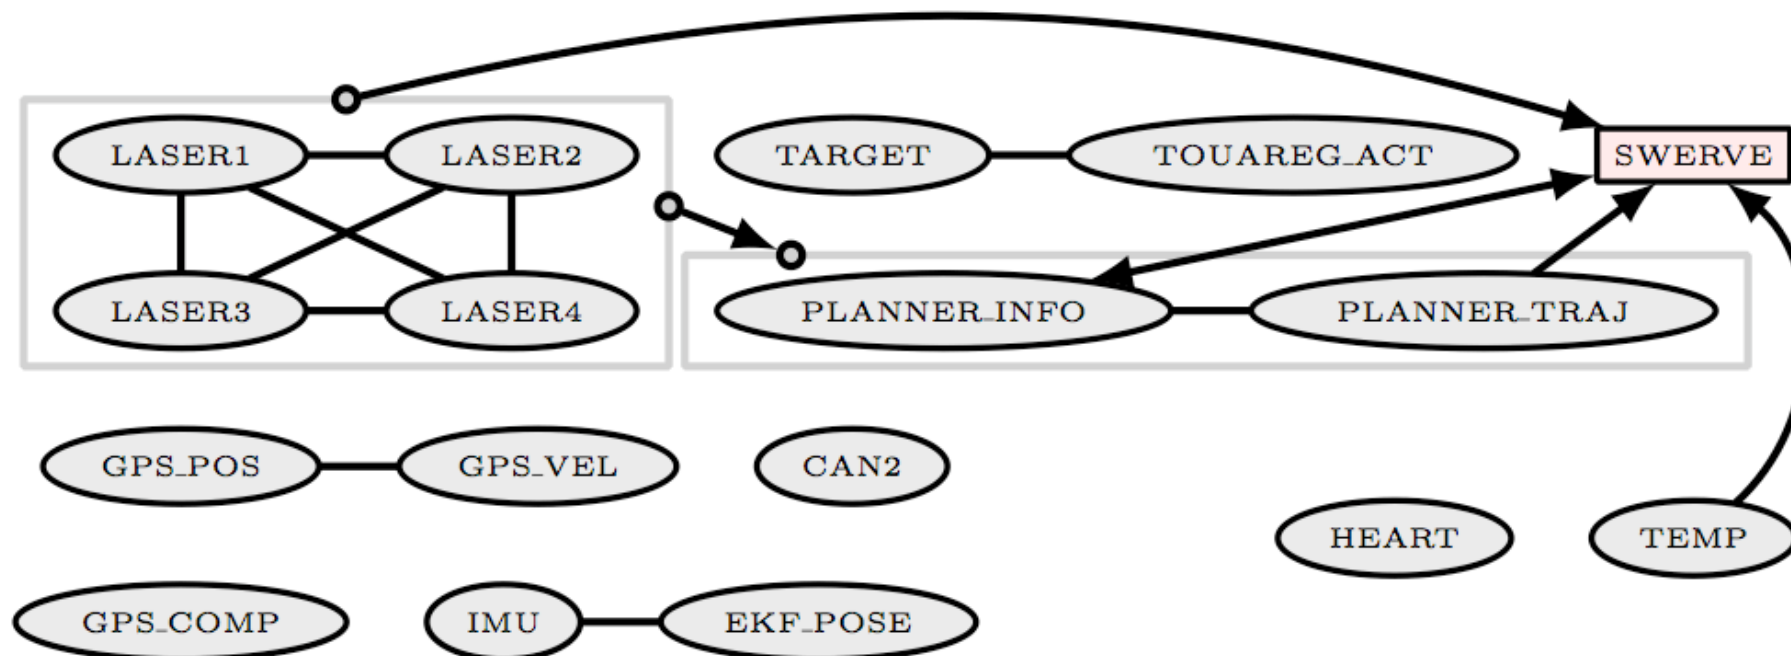 LASER1
LASER2
TARGET
TOUAREG_ACT
SWERVE
LASER3
LASER4
PLANNER_INFO
PLANNER_TRAJ
GPS_POS
GPS_VEL
CAN2
HEART
TEMP
GPS_COMP
IMU
EKF_POSE